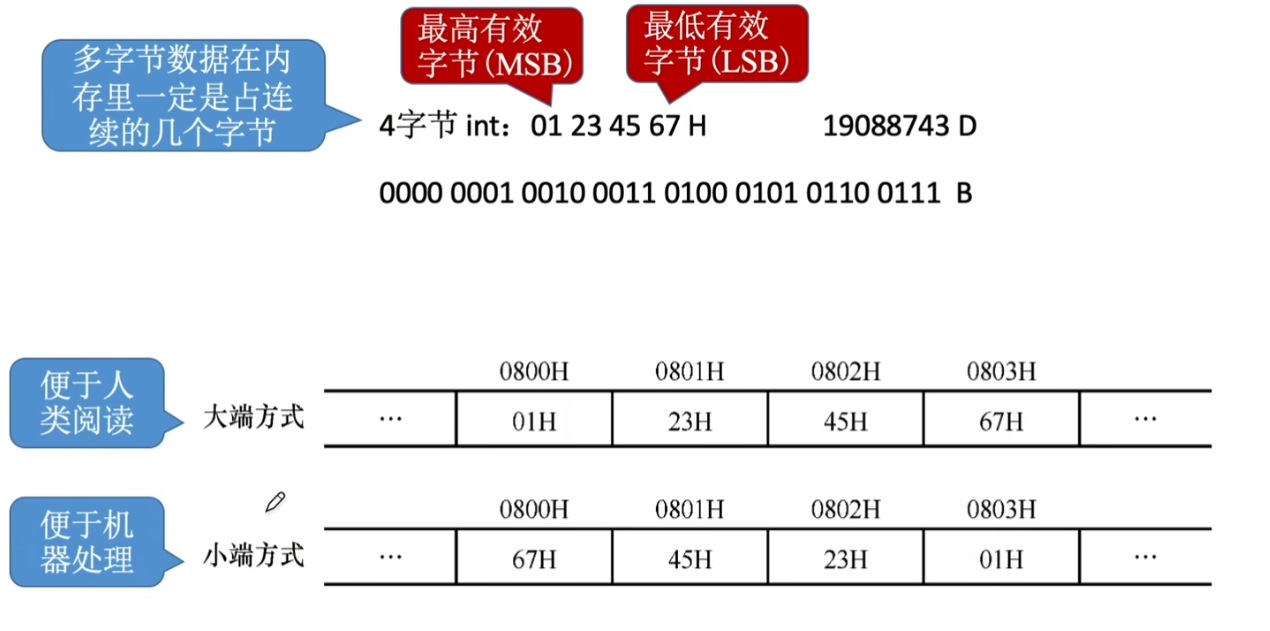 最高有效
字节(MSB)
最低有效
字节(LSB)
多字节数据在内
存里一定是占连
续的几个字节
4字节 int：01 23 45 67 H 19088743 D
0000 0001 0010 0011 0100 0101 0110 0111 B
便于人
类阅读
0800H 0801H 0802H 0803H
大端方式 … 01H 23H 45H 67H …
便于机
器处理
0800H 0801H 0802H 0803H
小端方式 … 67H 45H 23H 01H …